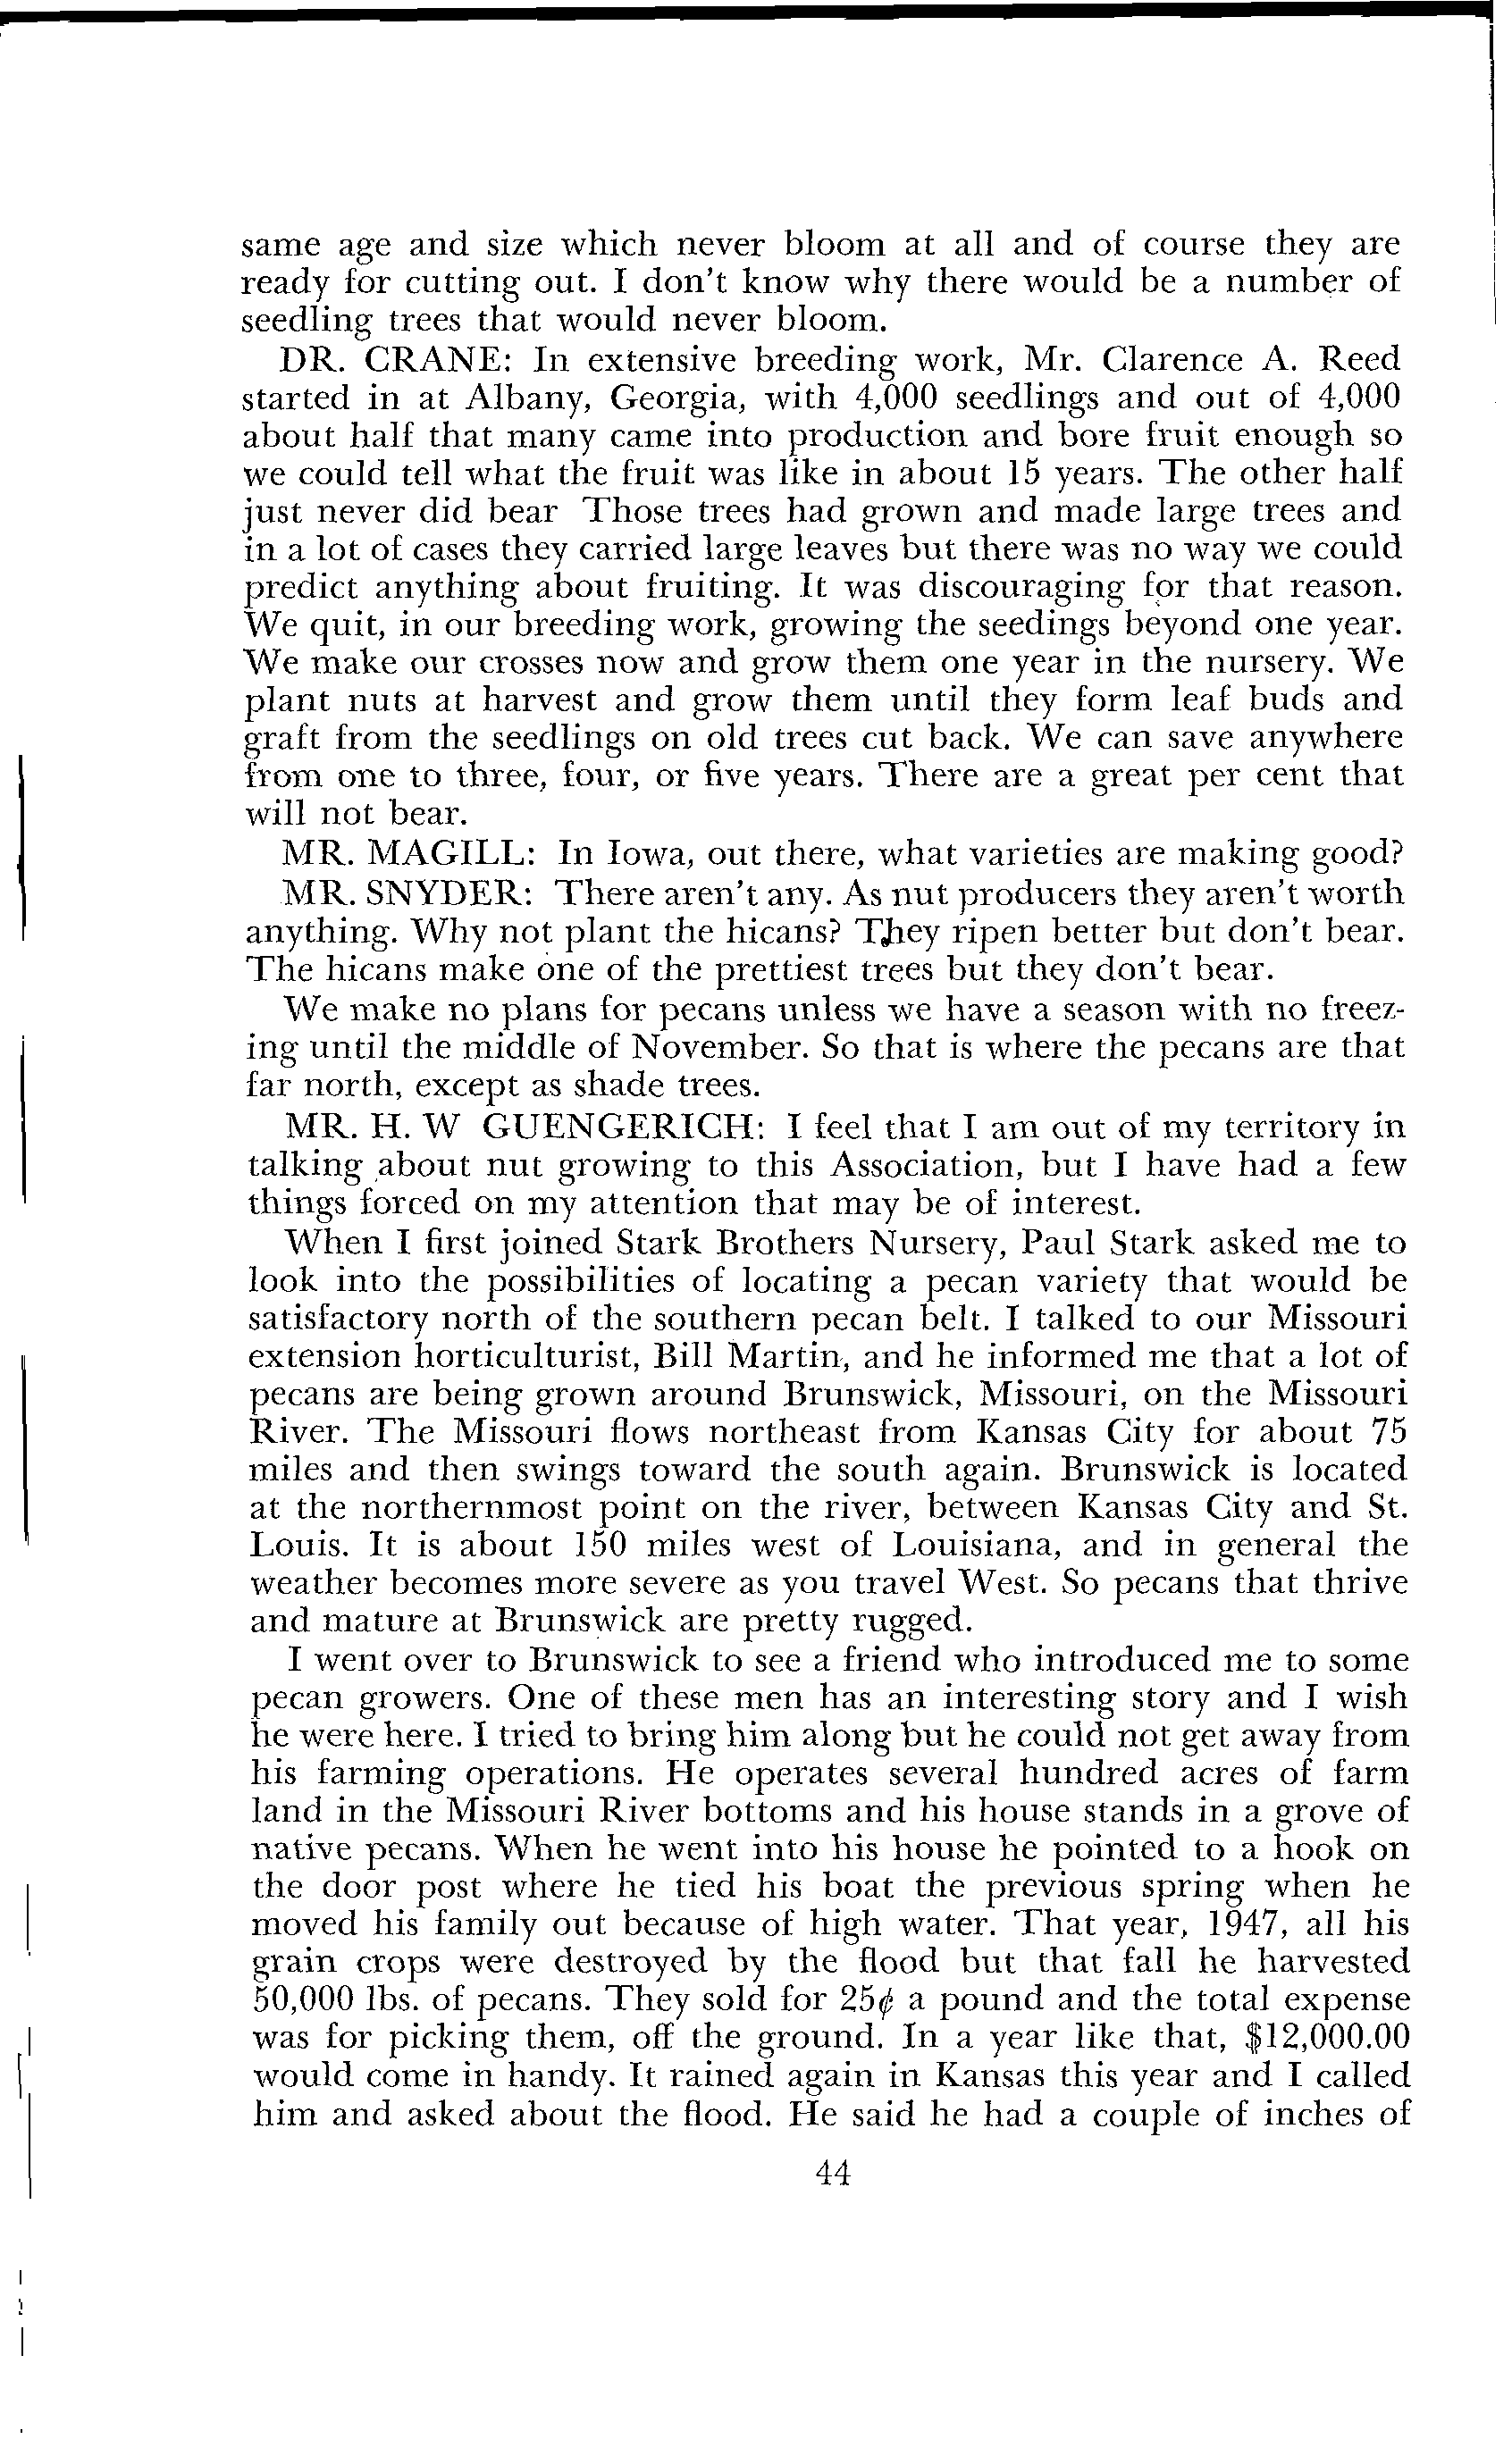 same age and size which never bloom at all and of course they are
ready for cutting out. I don't know why there would be a number of
seedling trees that would never bloom.
DR. CRANE: In extensive breeding work, Mr. Clarence A. Reed
started in at Albany, Georgia, with 4,000 seedlings and out of 4,000
about half that many came into production and bore fruit enough so
we could tell what the fruit was like in about 15 years. The other half
just never did bear Those trees had grown and made large trees and
in a lot of cases they carried large leaves but there was no way we could
predict anything about fruiting. It was discouraging for that reason.
We quit, in our breeding work, growing the seedings beyond one year.
We make our crosses now and grow them one year in the nursery. We
plant nuts at harvest and grow them until they form leaf buds and
graft from the seedlings on old trees cut back. We can save anywhere
from one to three, four, or five years. There are a great per cent that
will not bear.
MR. MAGILL: In Iowa, out there, what varieties are making good?
MR. SNYDER: There aren't any. As nut producers they aren't worth
anything. Why not plant the hicans? They ripen better but don't bear.
The hicans make one of the prettiest trees but they don't bear.
We make no plans for pecans unless we have a season with no freez-
ing until the middle of November. So that is where the pecans are that
far north, except as shade trees.
MR. H. W GUENGERICH: I feel that I am out of my territory in
talking about nut growing to this Association, but I have had a few
things forced on my attention that may be of interest.
When I first joined Stark Brothers Nursery, Paul Stark asked me to
look into the possibilities of locating a pecan variety that would be
satisfactory north of the southern pecan belt. I talked to our Missouri
extension horticulturist, Bill Martin, and he informed me that a lot of
pecans are being grown around Brunswick, Missouri, on the Missouri
River. The Missouri flows northeast from Kansas City for about 75
miles and then swings toward the south again. Brunswick is located
at the northernmost point on the river, between Kansas City and St.
Louis. It is about 150 miles west of Louisiana, and in general the
weather becomes more severe as you travel West. So pecans that thrive
and mature at Brunswick are pretty rugged.
I went over to Brunswick to see a friend who introduced me to some
pecan growers. One of these men has an interesting story and I wish
he were here. I tried to bring him along but he could not get away from
his farming operations. He operates several hundred acres of farm
land in the Missouri River bottoms and his house stands in a grove of
native pecans. When he went into his house he pointed to a hook on
the door post where he tied his boat the previous spring when he
moved his family out because of high water. That year, 1947, all his
grain crops were destroyed by the flood but that fall he harvested
50,000 lbs. of pecans. They sold for 25¢ a pound and the total expense
was for picking them, off the ground. In a year like that, $12,000.00
would come in handy. It rained again in Kansas this year and I called
him and asked about the flood. He said he had a couple of inches of
44